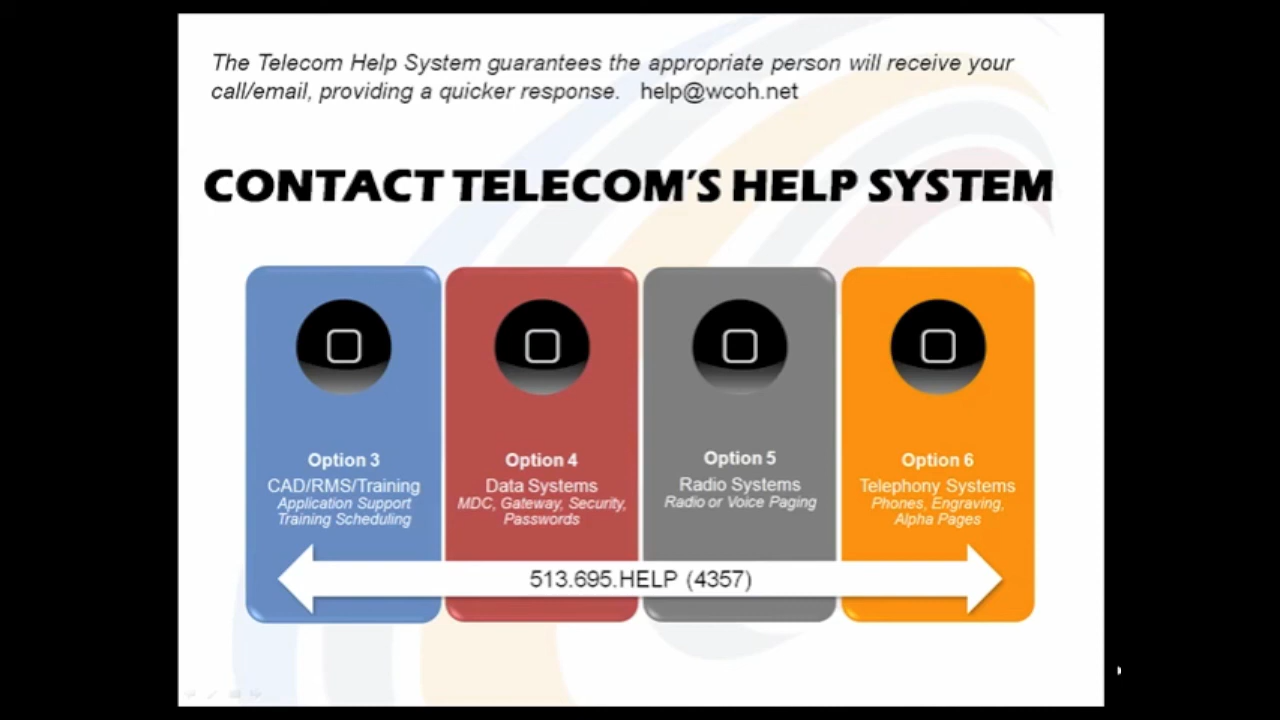 The Telecom Help System guarantees the appropriate person will receive your
call/email, providing a quicker response. help@wcoh.net
CONTACT TELECOM'S HELP SYSTEM
Option 3
CAD/RMS/Training
Application Support
Training Scheduling
Option 4
Data Systems
MDC, Gateway, Security,
Passwords
Option 5
Radio Systems
Radio or Voice Paging
Option 6
Telephony Systems
Phones, Engraving,
Alpha Pages
513.695.HELP (4357)